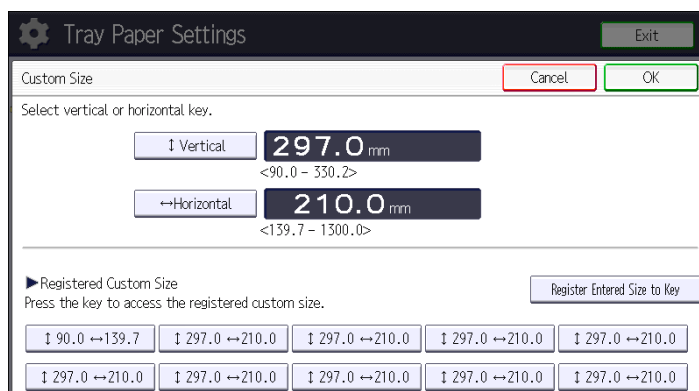 Tray Paper Settings Exit
Custom Size Cancel OK
Select vertical or horizontal key.
↕ Vertical 297.0 mm
<90.0 – 330.2>
↔Horizontal 210.0 mm
<139.7 – 1300.0>
▶Registered Custom Size
Register Entered Size to Key
Press the key to access the registered custom size.
↕ 90.0 ↔139.7 ↕ 297.0 ↔210.0 ↕ 297.0 ↔210.0 ↕ 297.0 ↔210.0 ↕ 297.0 ↔210.0
↕ 297.0 ↔210.0 ↕ 297.0 ↔210.0 ↕ 297.0 ↔210.0 ↕ 297.0 ↔210.0 ↕ 297.0 ↔210.0